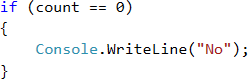 if (count == 0)
{
    Console.WriteLine("No");
}